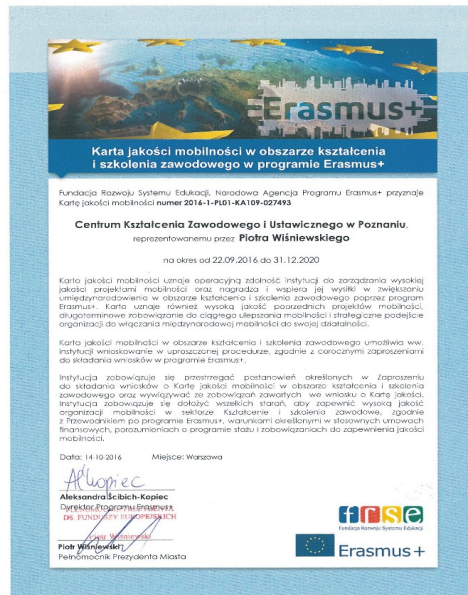 Erasmus+
Karta jakości mobilności w obszarze kształcenia
i szkolenia zawodowego w programie Erasmus+
Fundacja Rozwoju Systemu Edukacji, Narodowa Agencja Programu Erasmus+ przyznaje
Kartę jakości mobilności numer 2016-1-PL01-KA109-027493
Centrum Kształcenia Zawodowego i Ustawicznego w Poznaniu,
reprezentowanemu przez Piotra Wiśniewskiego
na okres od 22.09.2016 do 31.12.2020
Karta jakości mobilności uznaje operacyjną zdolność instytucji do zarządzania wysokiej
jakości projektami mobilności oraz nagradza i wspiera jej wysiłki w zwiększaniu
umiędzynarodowienia w obszarze kształcenia i szkolenia zawodowego poprzez program
Erasmus+. Karta uznaje również wysoką jakość poprzednich projektów mobilności,
długoterminowe zobowiązanie do ciągłego ulepszania mobilności i strategiczne podejście
organizacji do włączania międzynarodowej mobilności do swojej działalności.
Karta jakości mobilności w obszarze kształcenia i szkolenia zawodowego umożliwia ww.
instytucji wnioskowanie w uproszczonej procedurze, zgodnie z corocznymi zaproszeniami
do składania wniosków w programie Erasmus+.
Instytucja zobowiązuje się przestrzegać postanowień określonych w Zaproszeniu
do składania wniosków o Kartę jakości mobilności w obszarze kształcenia i szkolenia
zawodowego oraz wywiązywać ze zobowiązań zawartych we wniosku o Kartę jakości.
Instytucja zobowiązuje się dołożyć wszelkich starań, aby zapewnić wysoką jakość
organizacji mobilności w sektorze Kształcenie i szkolenia zawodowe, zgodnie
z Przewodnikiem po programie Erasmus+, warunkami określonymi w stosownych umowach
finansowych, porozumieniach o programie stażu i zobowiązaniach do zapewnienia jakości
mobilności.
Data: 14-10-2016 Miejsce: Warszawa
Aleksandra Ścibich-Kopiec
Dyrektor Programu Erasmus+
DS. FUNDUSZY EUROPEJSKICH
Piotr Wiśniewski
Piotr Wiśniewski
Pełnomocnik Prezydenta Miasta
frse
Fundacja Rozwoju Systemu Edukacji
Erasmus+